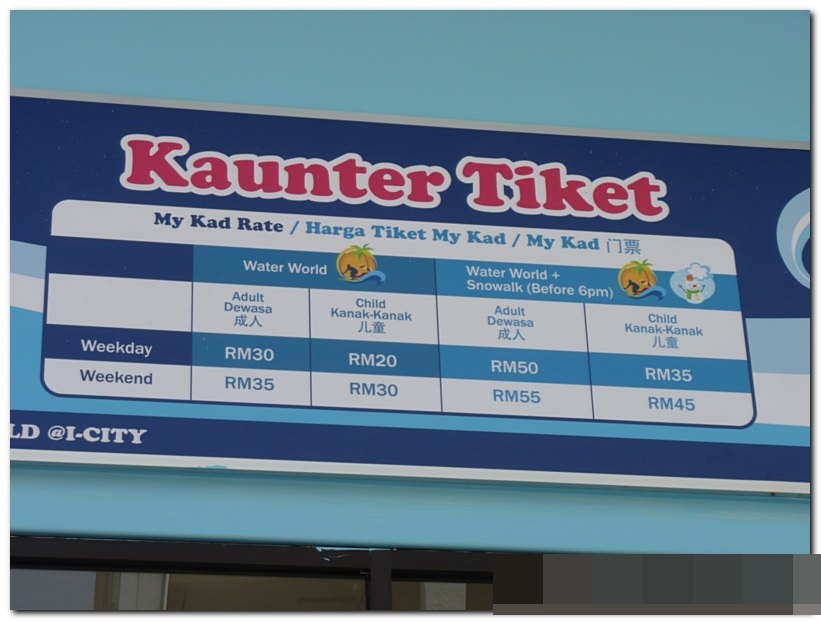 Kaunter Tiket
My Kad Rate / Harga Tiket My Kad / My Kad 门票
Water World
Water World +
Snowalk (Before 6pm)
Adult
Dewasa
成人
Child
Kanak-Kanak
儿童
Adult
Dewasa
成人
Child
Kanak-Kanak
儿童
Weekday RM30 RM20 RM50 RM35
Weekend RM35 RM30 RM55 RM45
LD @I-CITY